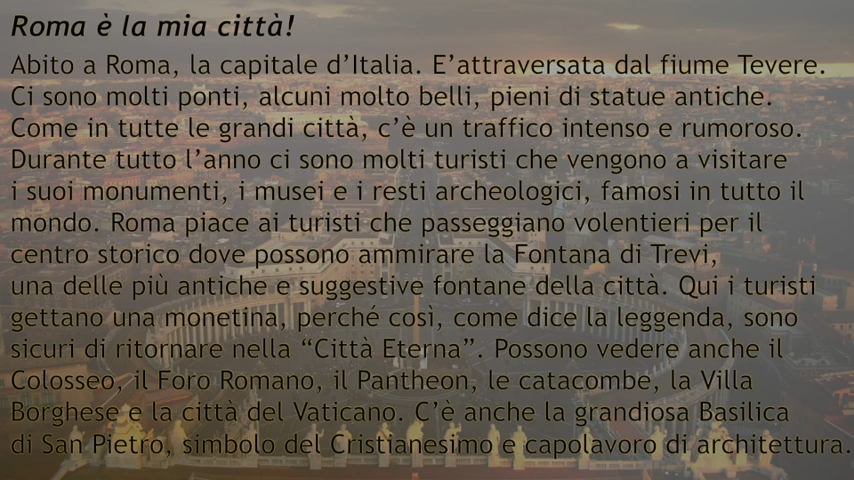 Roma è la mia città!
Abito a Roma, la capitale d’Italia. E’attraversata dal fiume Tevere.
Ci sono molti ponti, alcuni molto belli, pieni di statue antiche.
Come in tutte le grandi città, c’è un traffico intenso e rumoroso.
Durante tutto l’anno ci sono molti turisti che vengono a visitare
i suoi monumenti, i musei e i resti archeologici, famosi in tutto il
mondo. Roma piace ai turisti che passeggiano volentieri per il
centro storico dove possono ammirare la Fontana di Trevi,
una delle più antiche e suggestive fontane della città. Qui i turisti
gettano una monetina, perché così, come dice la leggenda, sono
sicuri di ritornare nella “Città Eterna”. Possono vedere anche il
Colosseo, il Foro Romano, il Pantheon, le catacombe, la Villa
Borghese e la città del Vaticano. C’è anche la grandiosa Basilica
di San Pietro, simbolo del Cristianesimo e capolavoro di architettura.